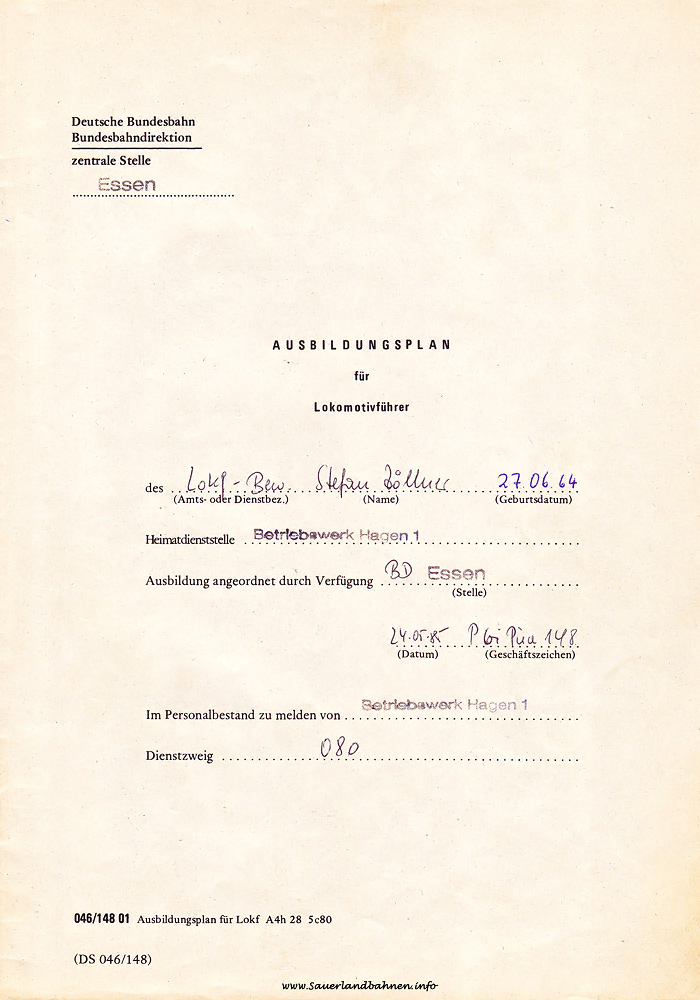 Deutsche Bundesbahn
Bundesbahndirektion
zentrale Stelle
Essen
AUSBILDUNGSPLAN
für
Lokomotivführer
des Lokf-Bew. Stefan Zöllner 27.06.64
(Amts- oder Dienstbez.) (Name) (Geburtsdatum)
Heimatdienststelle Betriebswerk Hagen 1
Ausbildung angeordnet durch Verfügung BD Essen
(Stelle)
24.05.85 P 148
(Datum) (Geschäftszeichen)
Im Personalbestand zu melden von Betriebswerk Hagen 1
Dienstzweig 080
046/148 01 Ausbildungsplan für Lokf A4h 28 5c80
(DS 046/148)
www.Sauerlandbahnen.info